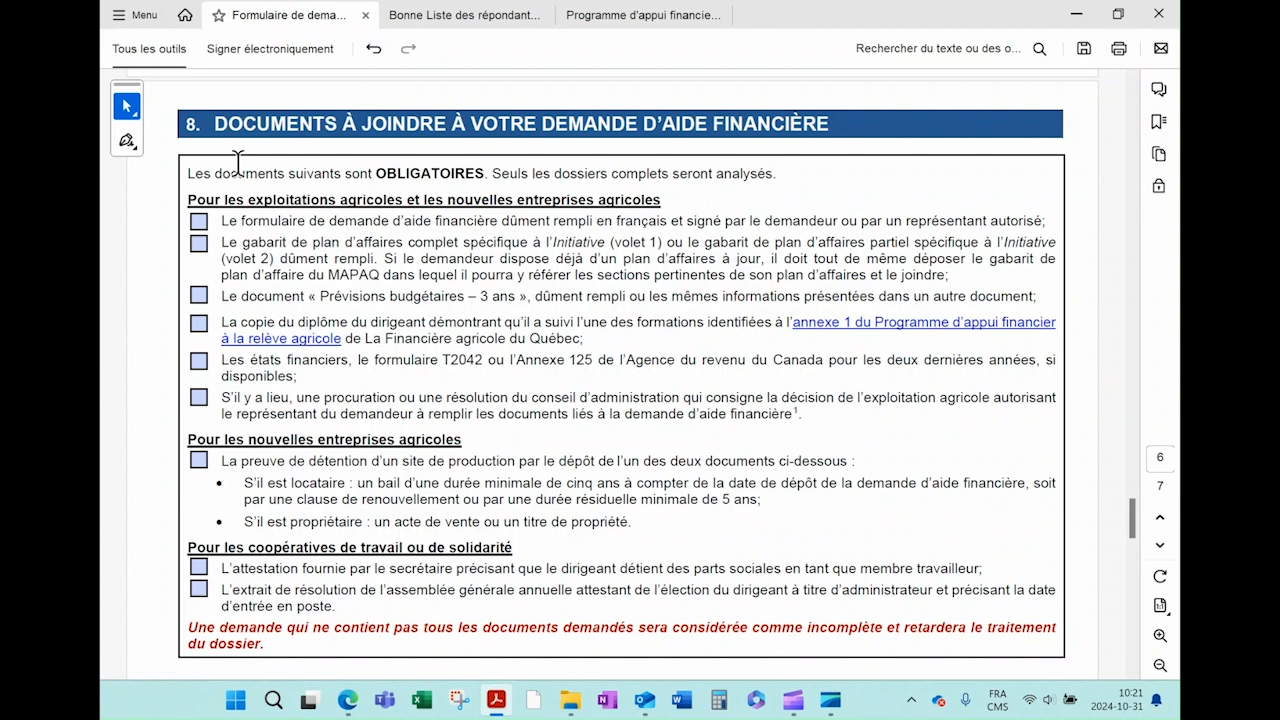 Menu
Formulaire de dema...
Bonne Liste des répondant...
Programme d'appui financie...
Tous les outils
Signer électroniquement
Rechercher du texte ou des o...
8. DOCUMENTS À JOINDRE À VOTRE DEMANDE D'AIDE FINANCIÈRE
Les documents suivants sont OBLIGATOIRES. Seuls les dossiers complets seront analysés.
Pour les exploitations agricoles et les nouvelles entreprises agricoles
Le formulaire de demande d'aide financière dûment rempli en français et signé par le demandeur ou par un représentant autorisé;
Le gabarit de plan d'affaires complet spécifique à l'Initiative (volet 1) ou le gabarit de plan d'affaires partiel spécifique à l'Initiative
(volet 2) dûment rempli. Si le demandeur dispose déjà d'un plan d'affaires à jour, il doit tout de même déposer le gabarit de
plan d'affaire du MAPAQ dans lequel il pourra y référer les sections pertinentes de son plan d'affaires et le joindre;
Le document « Prévisions budgétaires – 3 ans », dûment rempli ou les mêmes informations présentées dans un autre document;
La copie du diplôme du dirigeant démontrant qu'il a suivi l'une des formations identifiées à l'annexe 1 du Programme d'appui financier
à la relève agricole de La Financière agricole du Québec;
Les états financiers, le formulaire T2042 ou l'Annexe 125 de l'Agence du revenu du Canada pour les deux dernières années, si
disponibles;
S'il y a lieu, une procuration ou une résolution du conseil d'administration qui consigne la décision de l'exploitation agricole autorisant
le représentant du demandeur à remplir les documents liés à la demande d'aide financière¹.
Pour les nouvelles entreprises agricoles
La preuve de détention d'un site de production par le dépôt de l'un des deux documents ci-dessous :
• S'il est locataire : un bail d'une durée minimale de cinq ans à compter de la date de dépôt de la demande d'aide financière, soit
par une clause de renouvellement ou par une durée résiduelle minimale de 5 ans;
• S'il est propriétaire : un acte de vente ou un titre de propriété.
Pour les coopératives de travail ou de solidarité
L'attestation fournie par le secrétaire précisant que le dirigeant détient des parts sociales en tant que membre travailleur;
L'extrait de résolution de l'assemblée générale annuelle attestant de l'élection du dirigeant à titre d'administrateur et précisant la date
d'entrée en poste.
Une demande qui ne contient pas tous les documents demandés sera considérée comme incomplète et retardera le traitement
du dossier.
6
7
1:1
FRA
CMS
10:21
2024-10-31